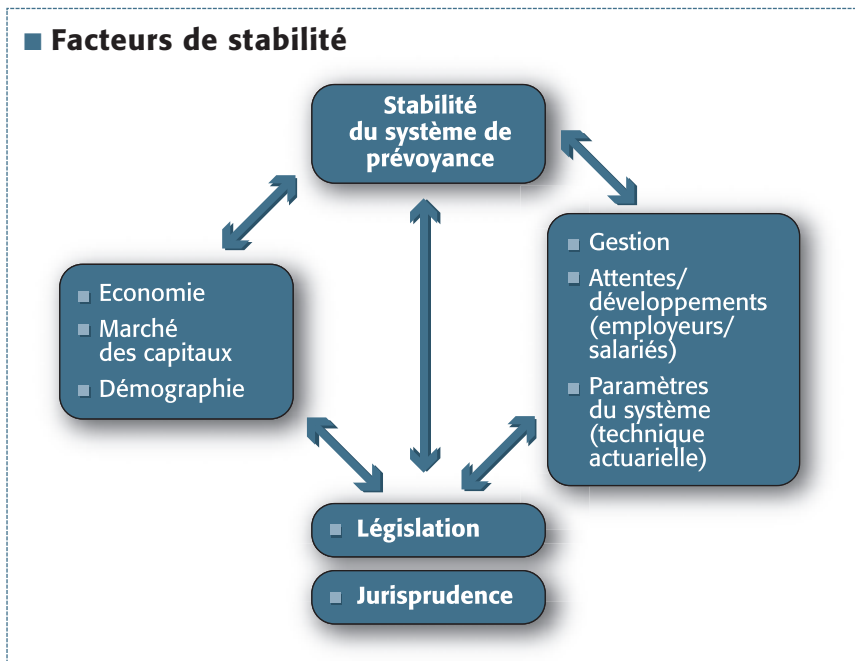 Facteurs de stabilité
Stabilité
du système de
prévoyance
Economie
Marché
des capitaux
Démographie
Gestion
Attentes/
développements
(employeurs/
salariés)
Paramètres
du système
(technique
actuarielle)
Législation
Jurisprudence